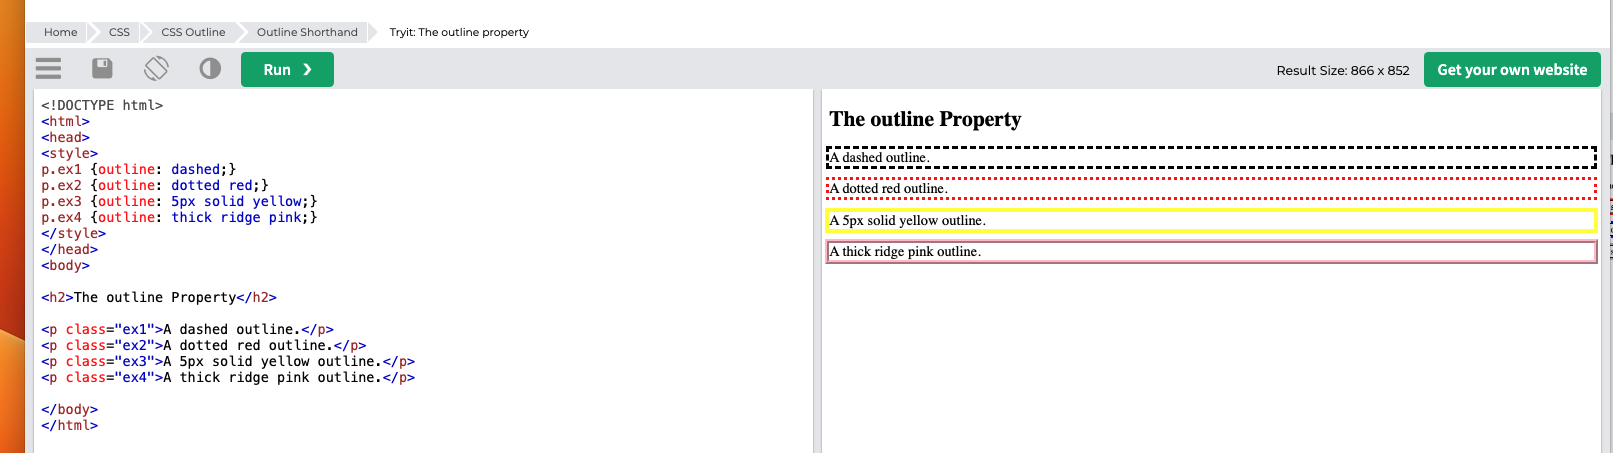 Home CSS CSS Outline Outline Shorthand Tryit: The outline property
Run ❯ Result Size: 866 x 852 Get your own website
<!DOCTYPE html>
<html>
<head>
<style>
p.ex1 {outline: dashed;}
p.ex2 {outline: dotted red;}
p.ex3 {outline: 5px solid yellow;}
p.ex4 {outline: thick ridge pink;}
</style>
</head>
<body>
<h2>The outline Property</h2>
<p class="ex1">A dashed outline.</p>
<p class="ex2">A dotted red outline.</p>
<p class="ex3">A 5px solid yellow outline.</p>
<p class="ex4">A thick ridge pink outline.</p>
</body>
</html>
The outline Property
A dashed outline.
A dotted red outline.
A 5px solid yellow outline.
A thick ridge pink outline.